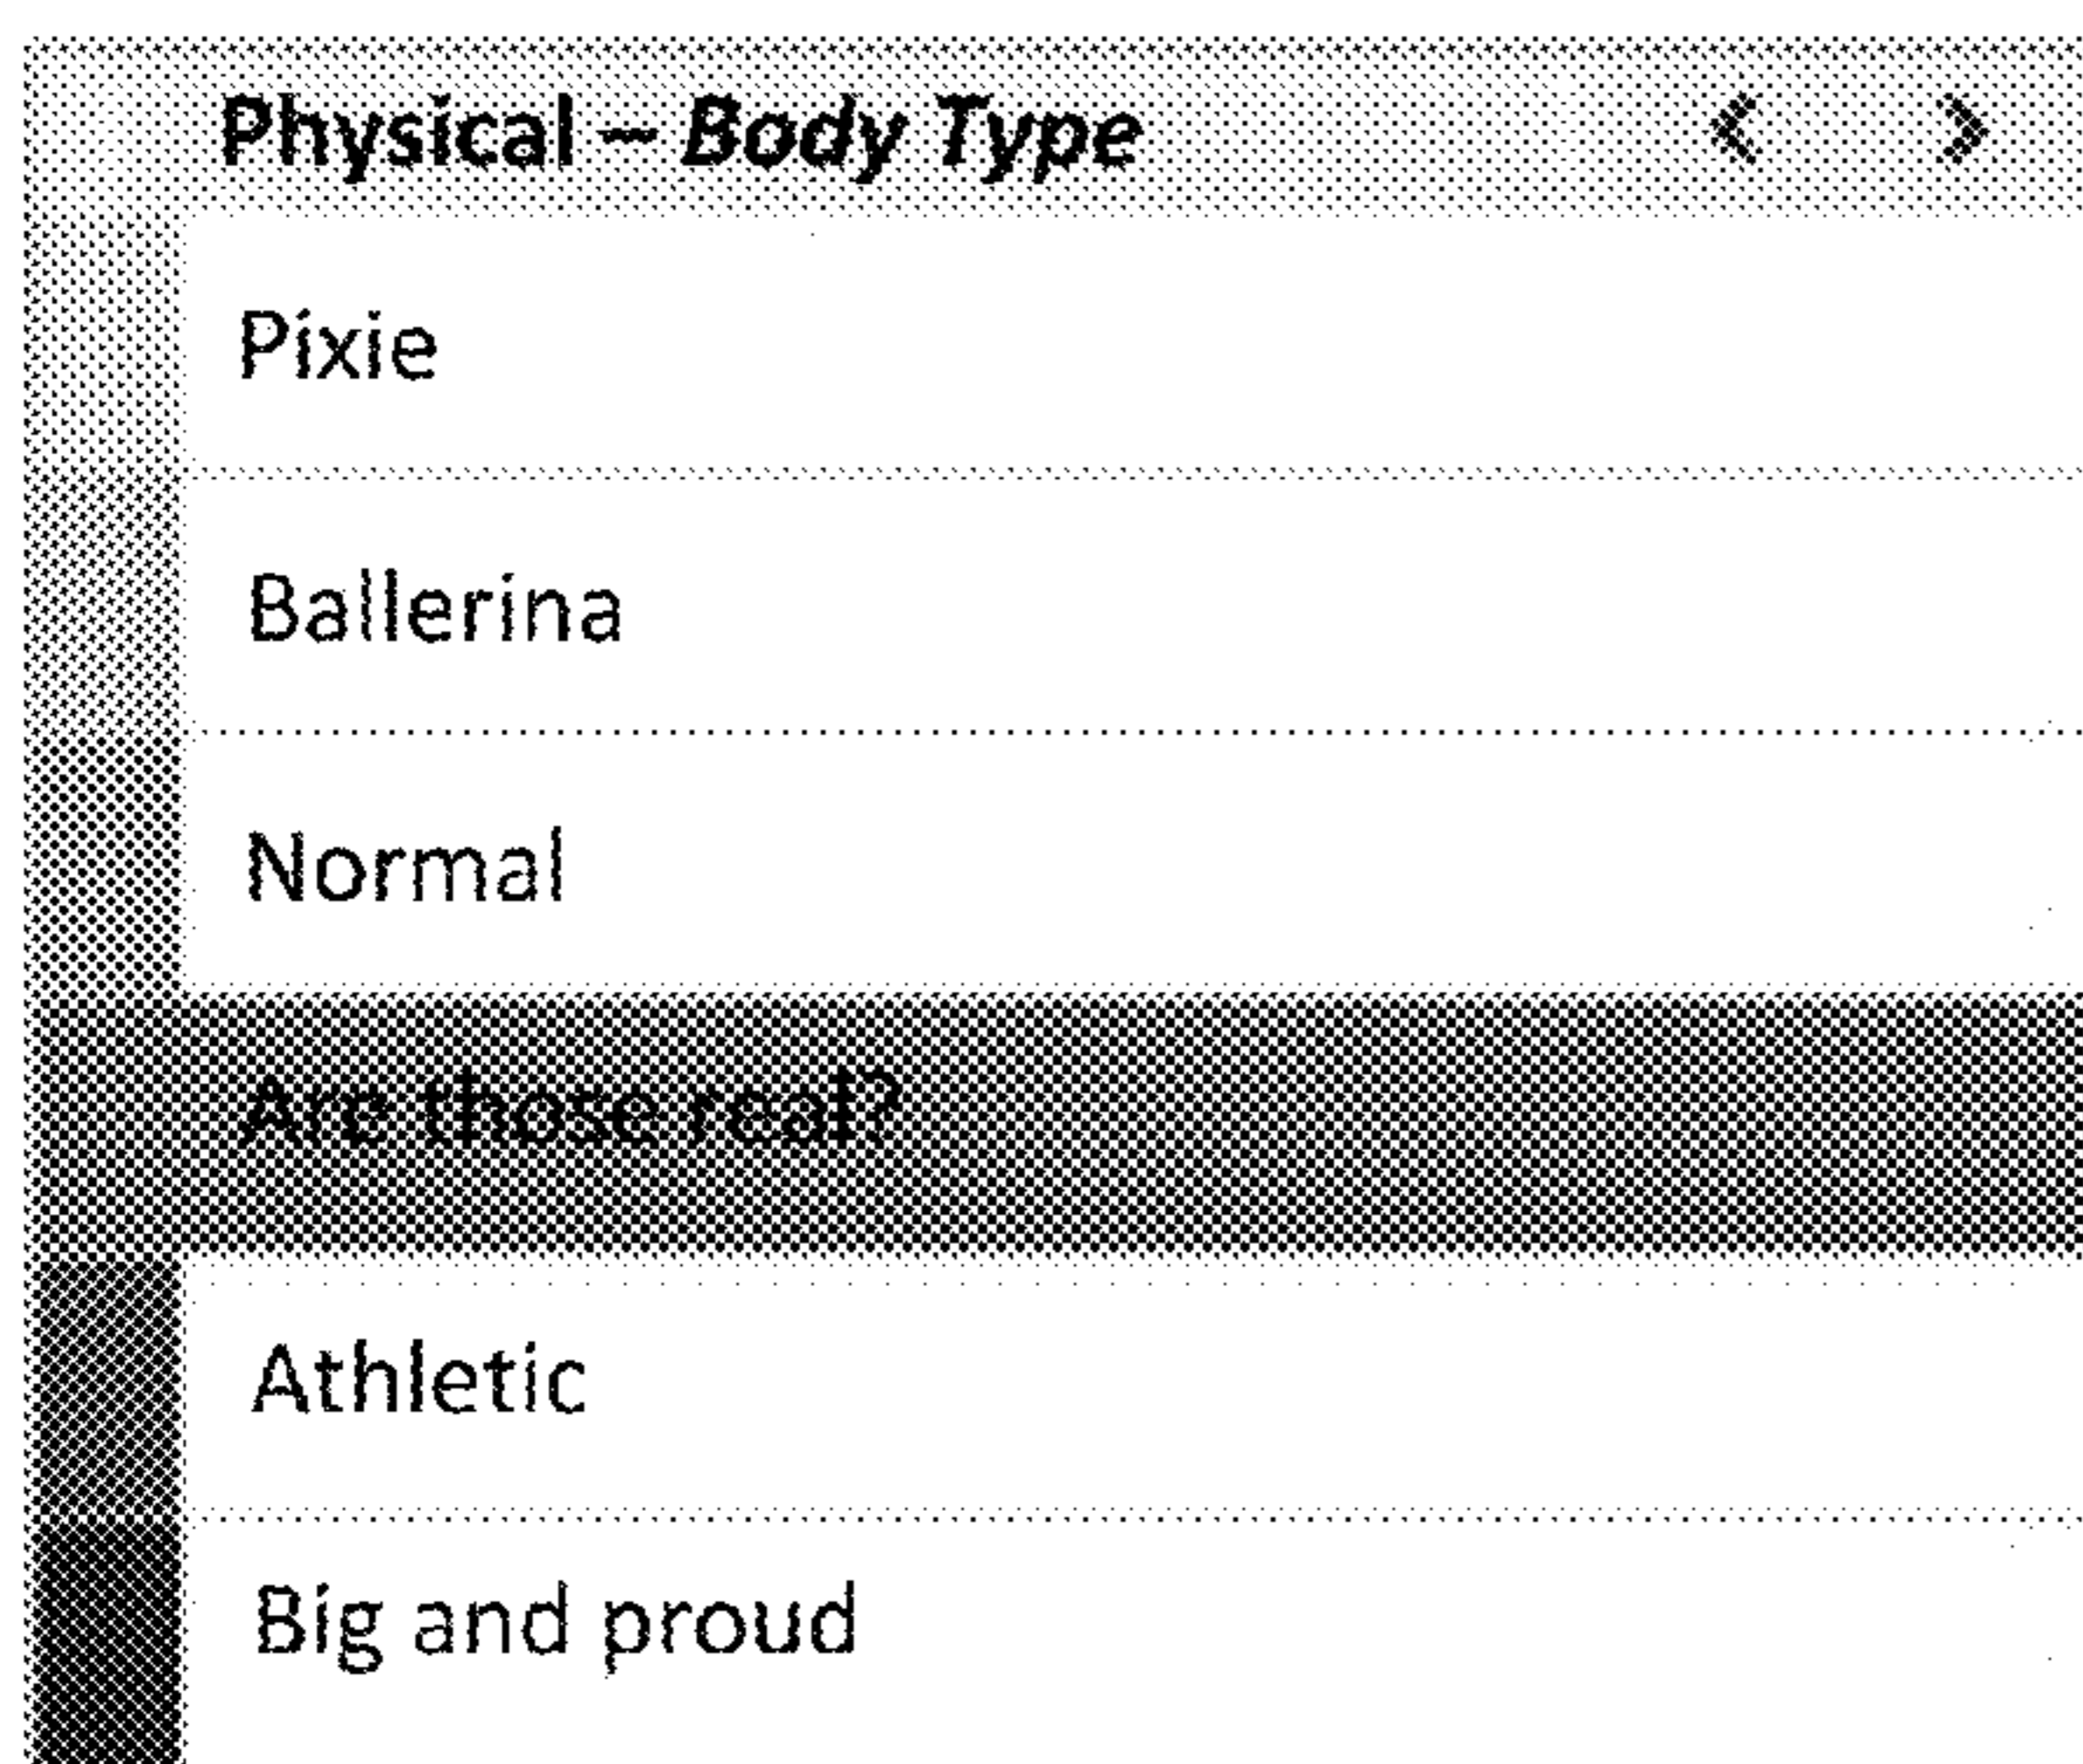 Physical – Body Type < >
Pixie
Ballerina
Normal
Are those real?
Athletic
Big and proud